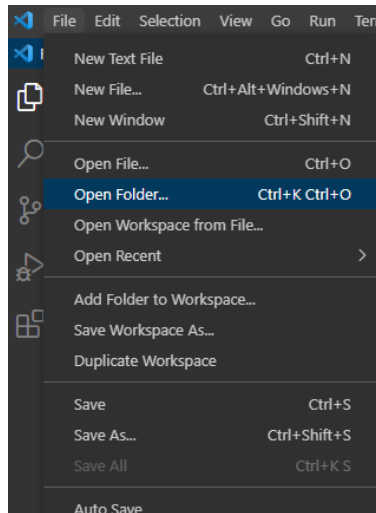 File Edit Selection View Go Run
New Text File Ctrl+N
New File... Ctrl+Alt+Windows+N
New Window Ctrl+Shift+N
Open File... Ctrl+O
Open Folder... Ctrl+K Ctrl+O
Open Workspace from File...
Open Recent
Add Folder to Workspace...
Save Workspace As...
Duplicate Workspace
Save Ctrl+S
Save As... Ctrl+Shift+S
Save All Ctrl+K S
Auto Save